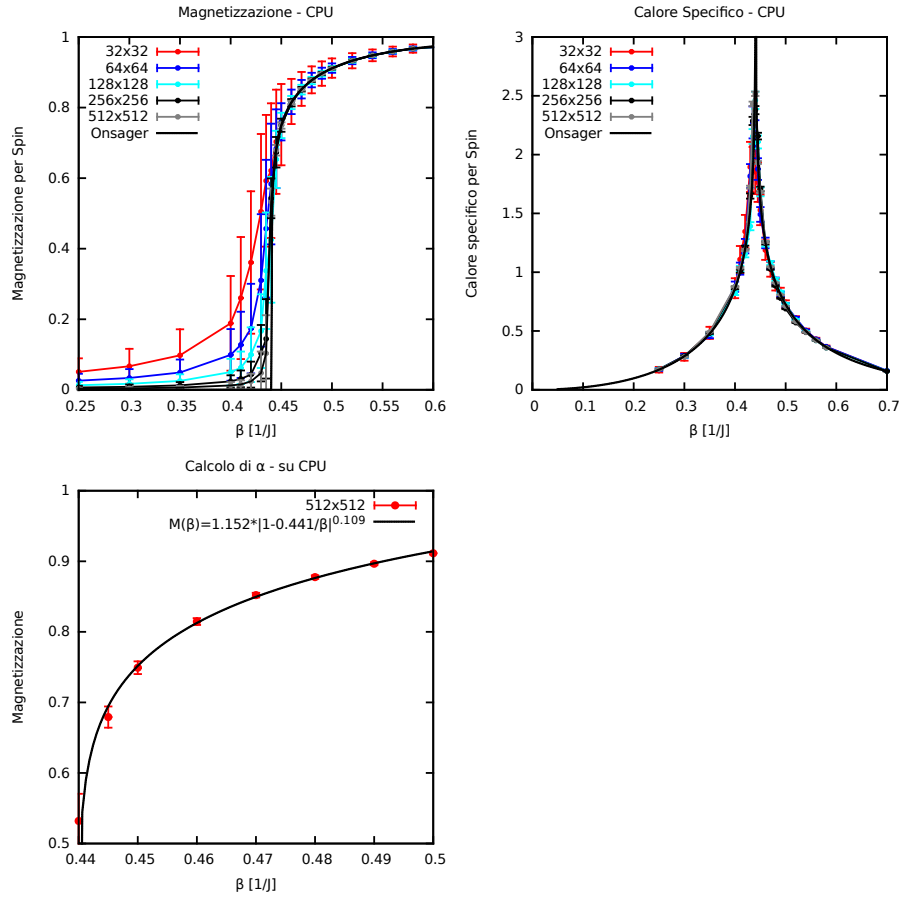 Magnetizzazione - CPU
Magnetizzazione per Spin
1
0.8
0.6
0.4
0.2
0
32x32
64x64
128x128
256x256
512x512
Onsager
0.25 0.3 0.35 0.4 0.45 0.5 0.55 0.6
β [1/J]
Calore Specifico - CPU
Calore specifico per Spin
3
2.5
2
1.5
1
0.5
0
32x32
64x64
128x128
256x256
512x512
Onsager
0 0.1 0.2 0.3 0.4 0.5 0.6 0.7
β [1/J]
Calcolo di α - su CPU
Magnetizzazione
1
0.9
0.8
0.7
0.6
0.5
512x512
M(β)=1.152*|1-0.441/β|^0.109
0.44 0.45 0.46 0.47 0.48 0.49 0.5
β [1/J]